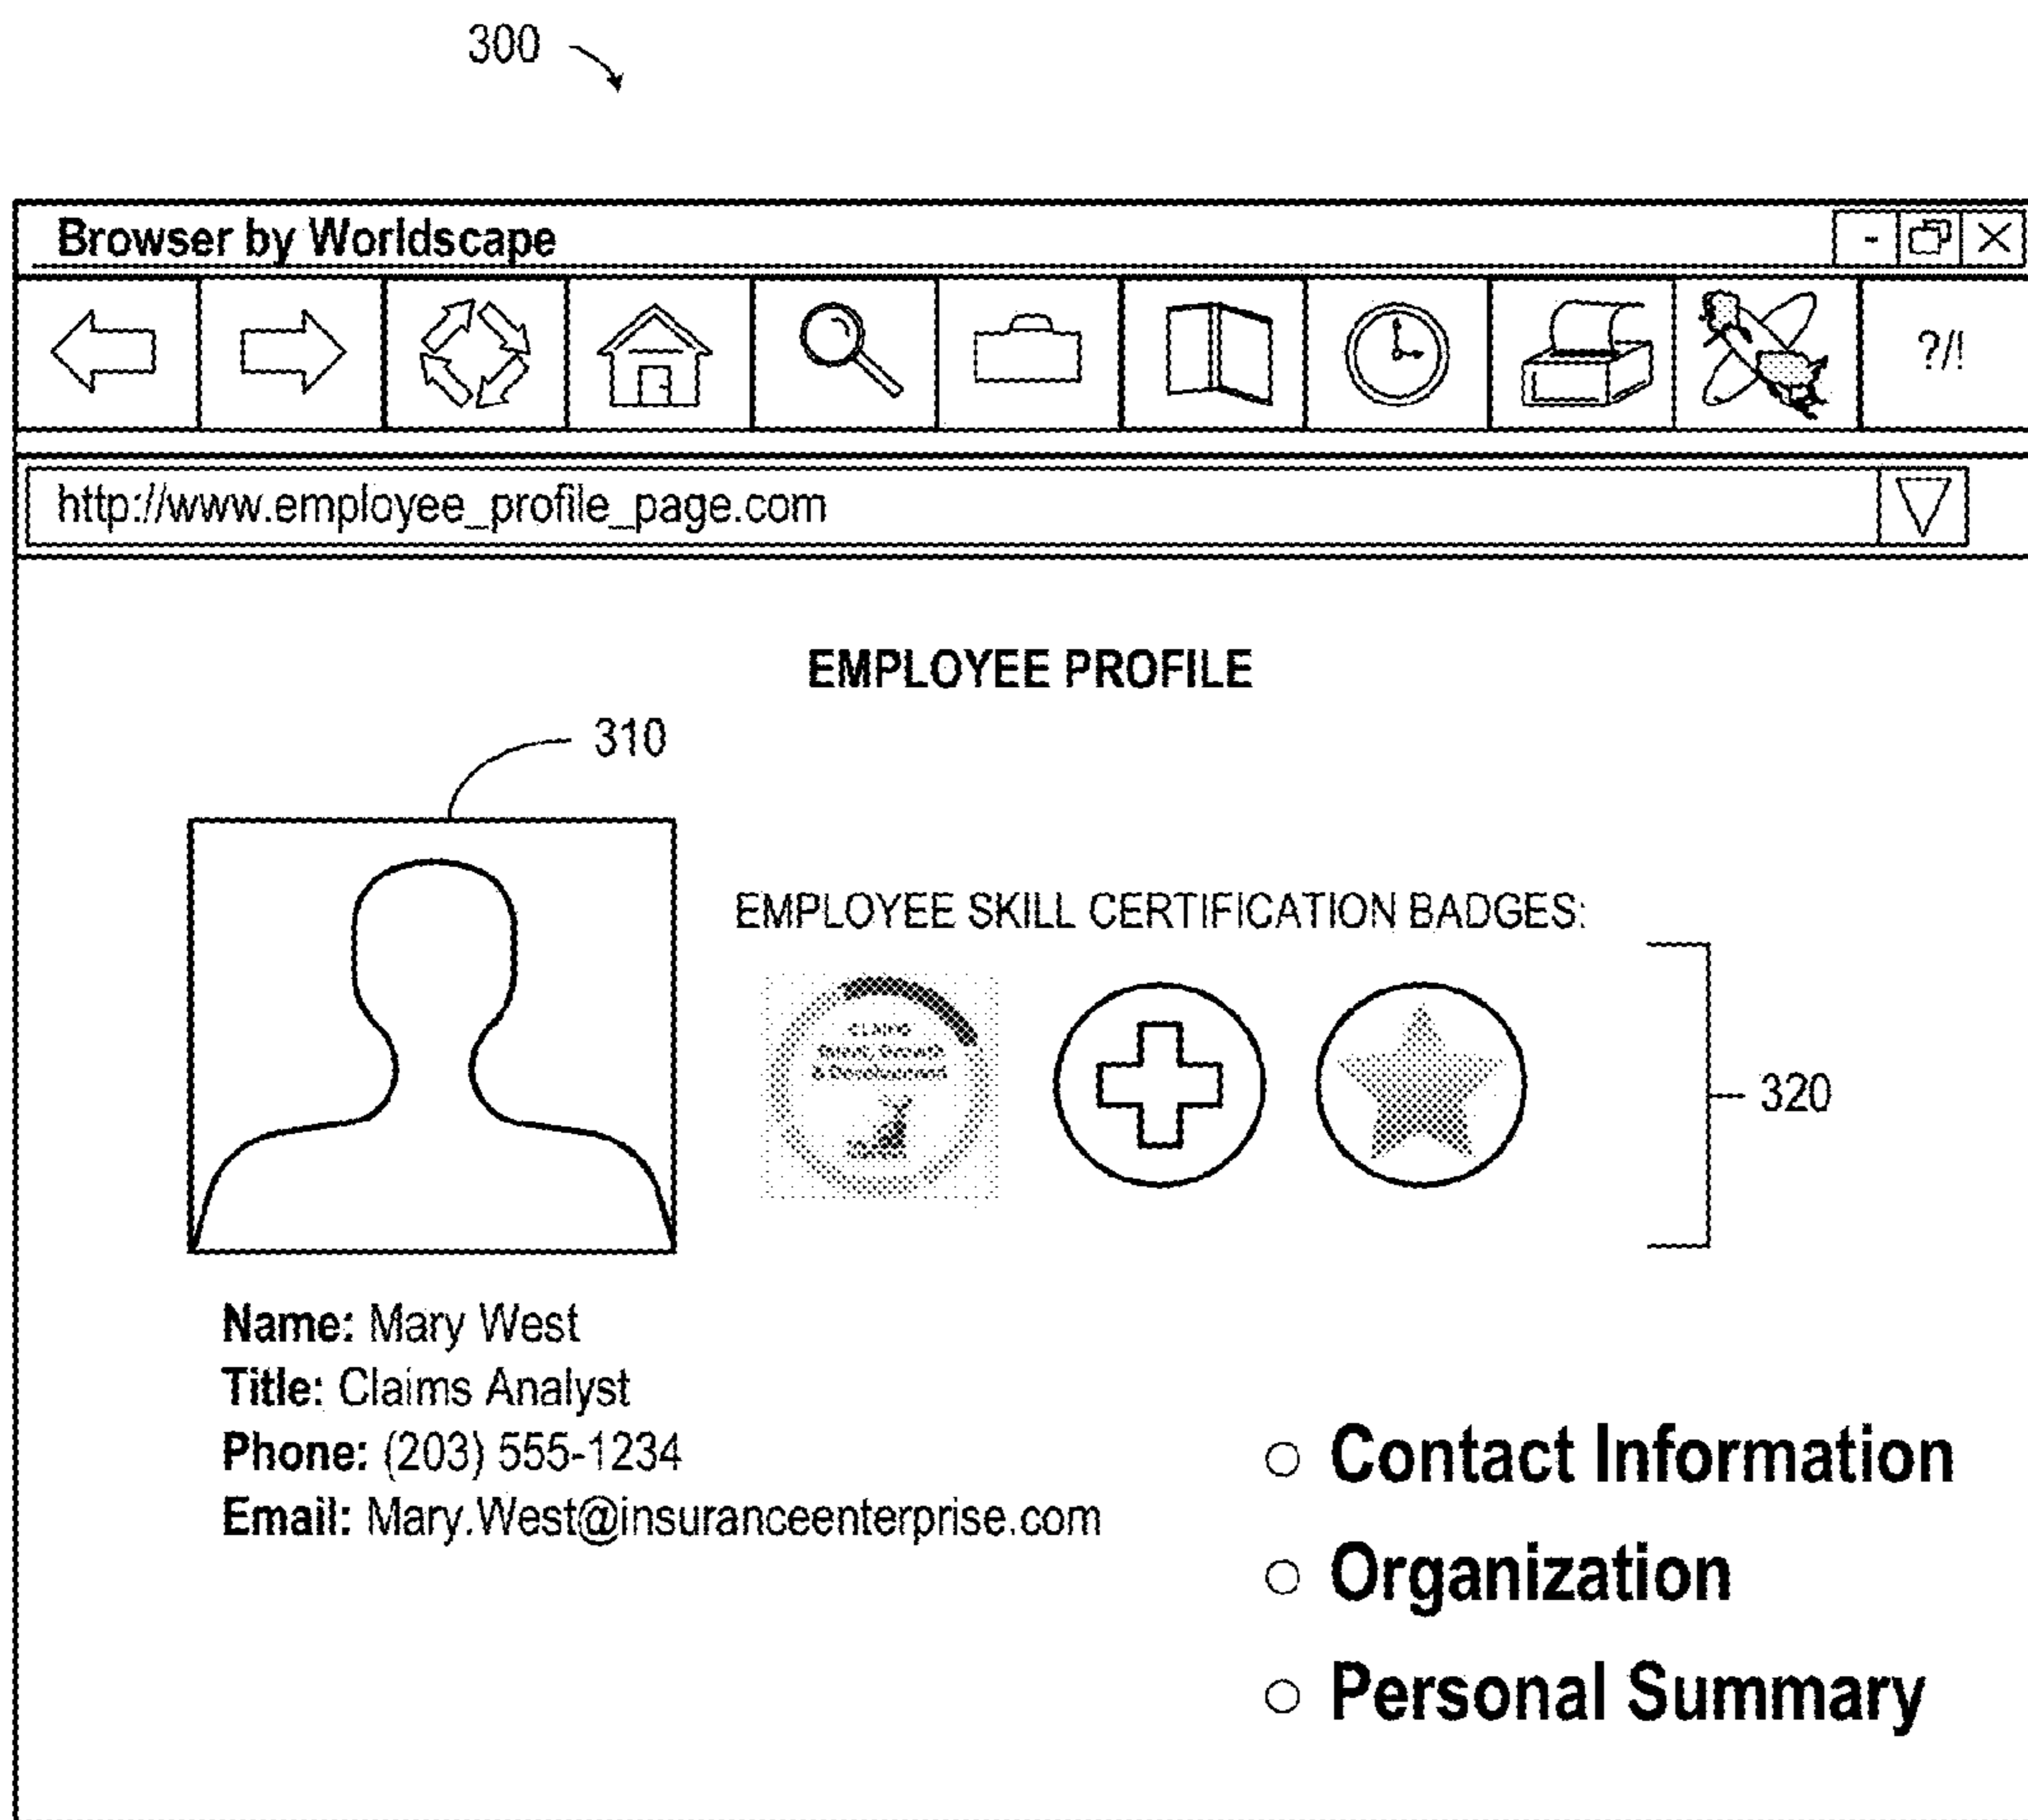 300
Browser by Worldscape
?/!
http://www.employee_profile_page.com
EMPLOYEE PROFILE
310
EMPLOYEE SKILL CERTIFICATION BADGES:
& Development
320
Name: Mary West
Title: Claims Analyst
Phone: (203) 555-1234
Email: Mary.West@insuranceenterprise.com
Contact Information
Organization
Personal Summary